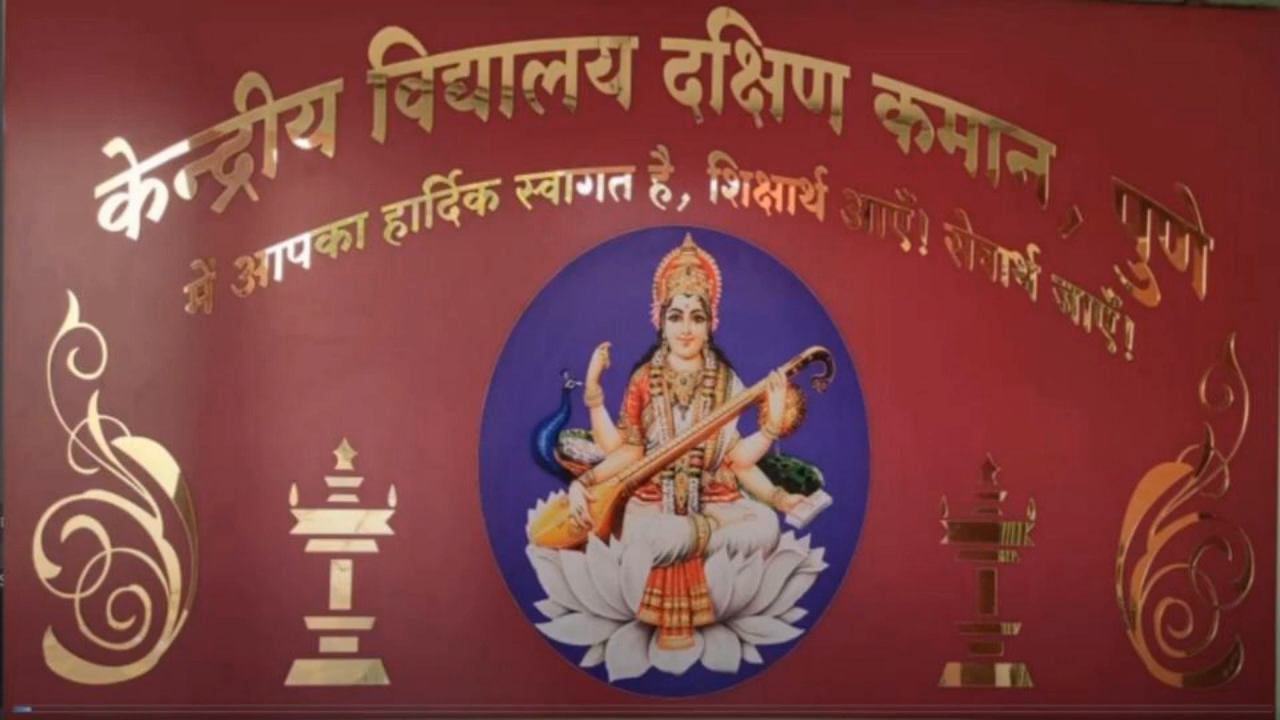 केन्द्रीय विद्यालय दक्षिण कमान, पुणे
में आपका हार्दिक स्वागत है, शिक्षार्थ आएँ! सेवार्थ जाएँ!